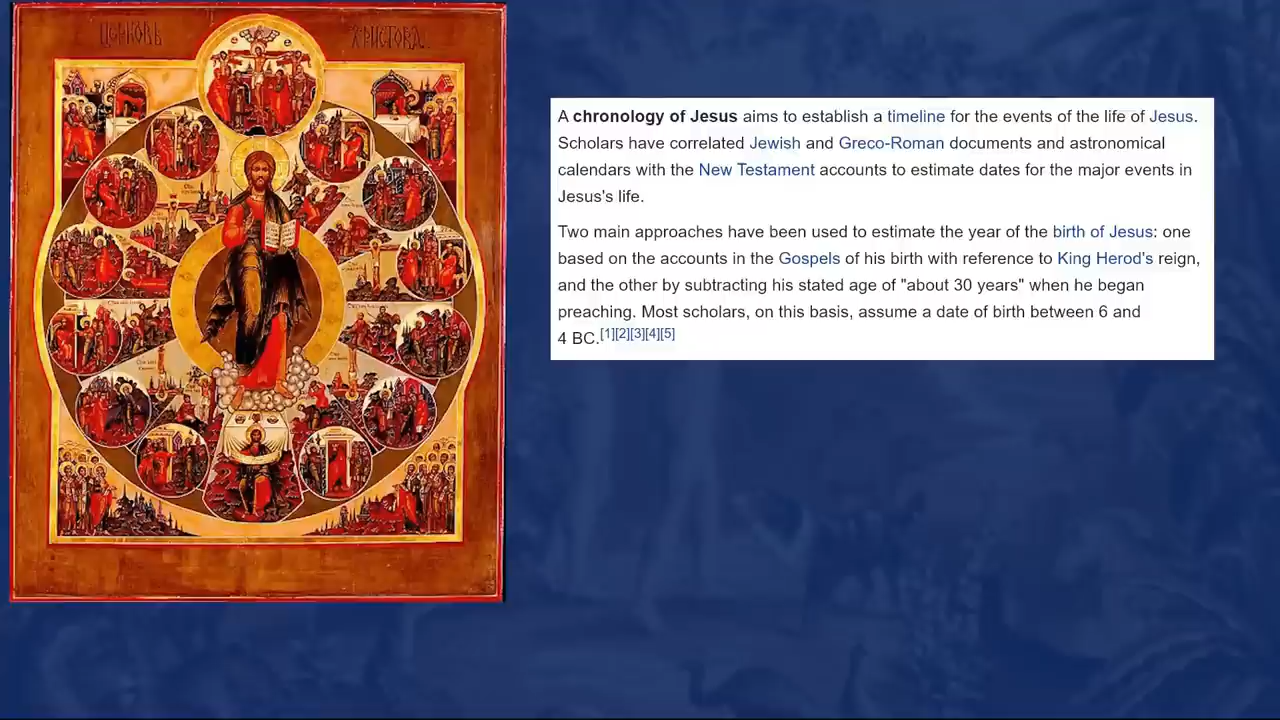 ЦЕРКОВЬ ХРИСТОВА
A chronology of Jesus aims to establish a timeline for the events of the life of Jesus.
Scholars have correlated Jewish and Greco-Roman documents and astronomical
calendars with the New Testament accounts to estimate dates for the major events in
Jesus's life.
Two main approaches have been used to estimate the year of the birth of Jesus: one
based on the accounts in the Gospels of his birth with reference to King Herod's reign,
and the other by subtracting his stated age of "about 30 years" when he began
preaching. Most scholars, on this basis, assume a date of birth between 6 and
4 BC.[1][2][3][4][5]